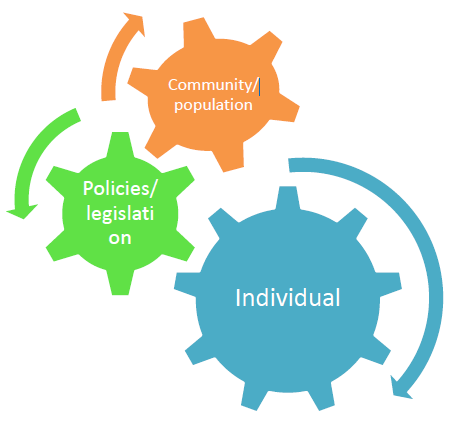 Community/
population
Policies/
legislati
on
Individual